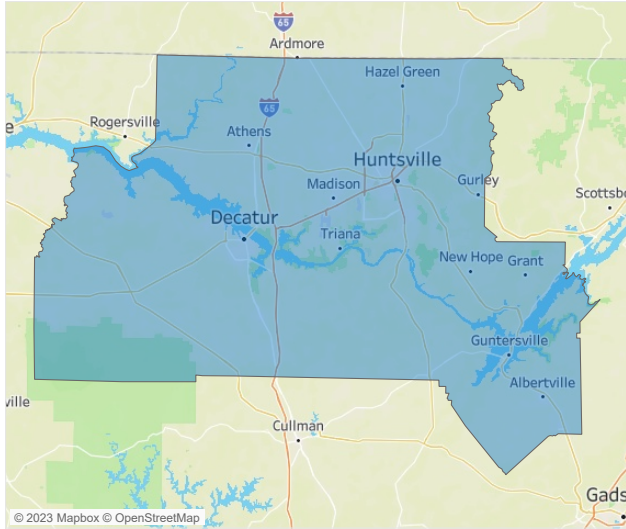 65
Ardmore
Hazel Green
65
Rogersville
Athens
e
Huntsville
Madison
Gurley
Scottsbo
Decatur
Triana
New Hope
Grant
Guntersville
Albertville
ville
Cullman
Gads
© 2023 Mapbox © OpenStreetMap